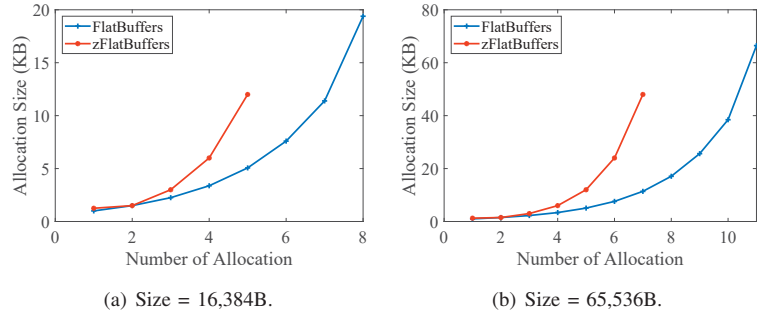 20
15
10
5
0
Allocation Size (KB)
FlatBuffers
zFlatBuffers
0 2 4 6 8
Number of Allocation
(a) Size = 16,384B.
80
60
40
20
0
Allocation Size (KB)
FlatBuffers
zFlatBuffers
0 2 4 6 8 10
Number of Allocation
(b) Size = 65,536B.